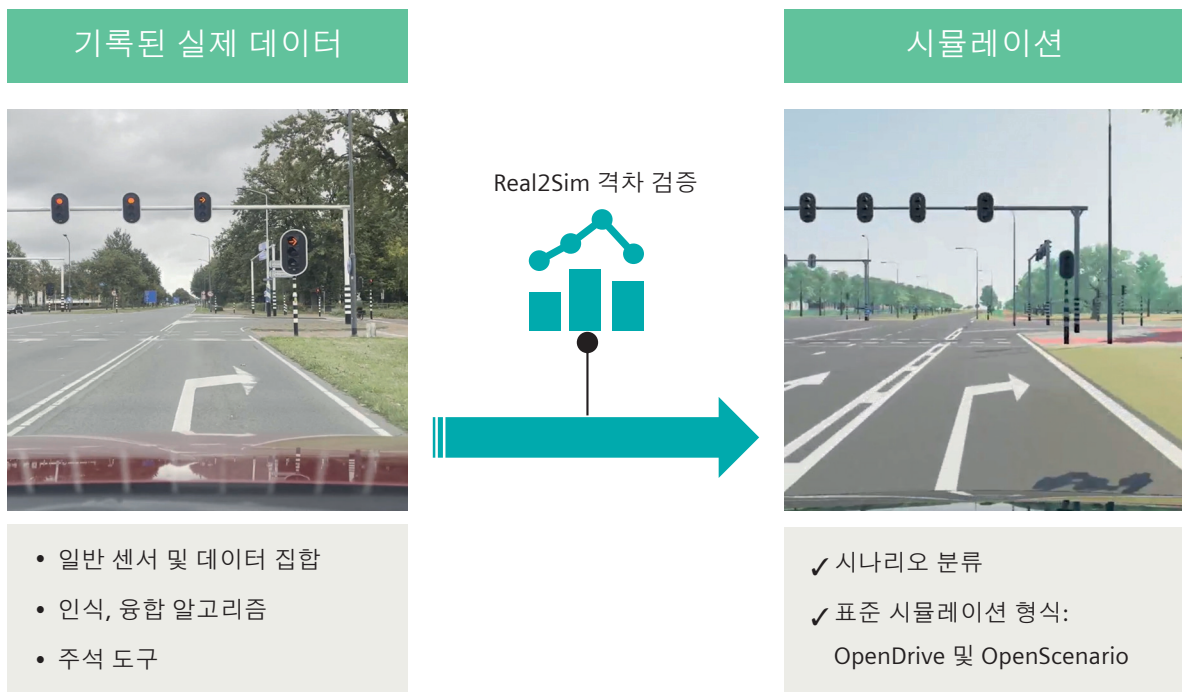 기록된 실제 데이터
시뮬레이션
Real2Sim 격차 검증
• 일반 센서 및 데이터 집합
• 인식, 융합 알고리즘
• 주석 도구
✓ 시나리오 분류
✓ 표준 시뮬레이션 형식:
OpenDrive 및 OpenScenario